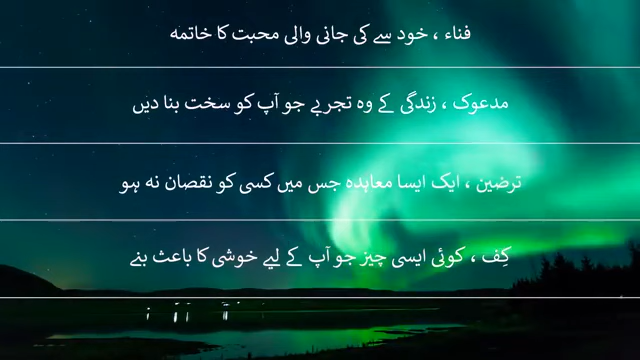 فناء ، خود سے کی جانی والی محبت کا خاتمہ
مدعوک ، زندگی کے وہ تجربے جو آپ کو سخت بنا دیں
ترضین ، ایک ایسا معاہدہ جس میں کسی کو نقصان نہ ہو
کِف ، کوئی ایسی چیز جو آپ کے لیے خوشی کا باعث بنے